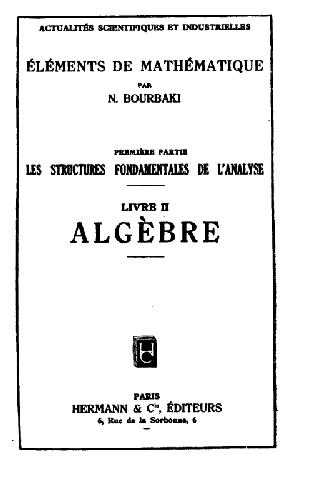 ACTUALITÉS SCIENTIFIQUES ET INDUSTRIELLES
ÉLÉMENTS DE MATHÉMATIQUE
PAR
N. BOURBAKI
PREMIÈRE PARTIE
LES STRUCTURES FONDAMENTALES DE L'ANALYSE
LIVRE II
ALGÈBRE
HC
PARIS
HERMANN & Cie, ÉDITEURS
6, Rue de la Sorbonne, 6